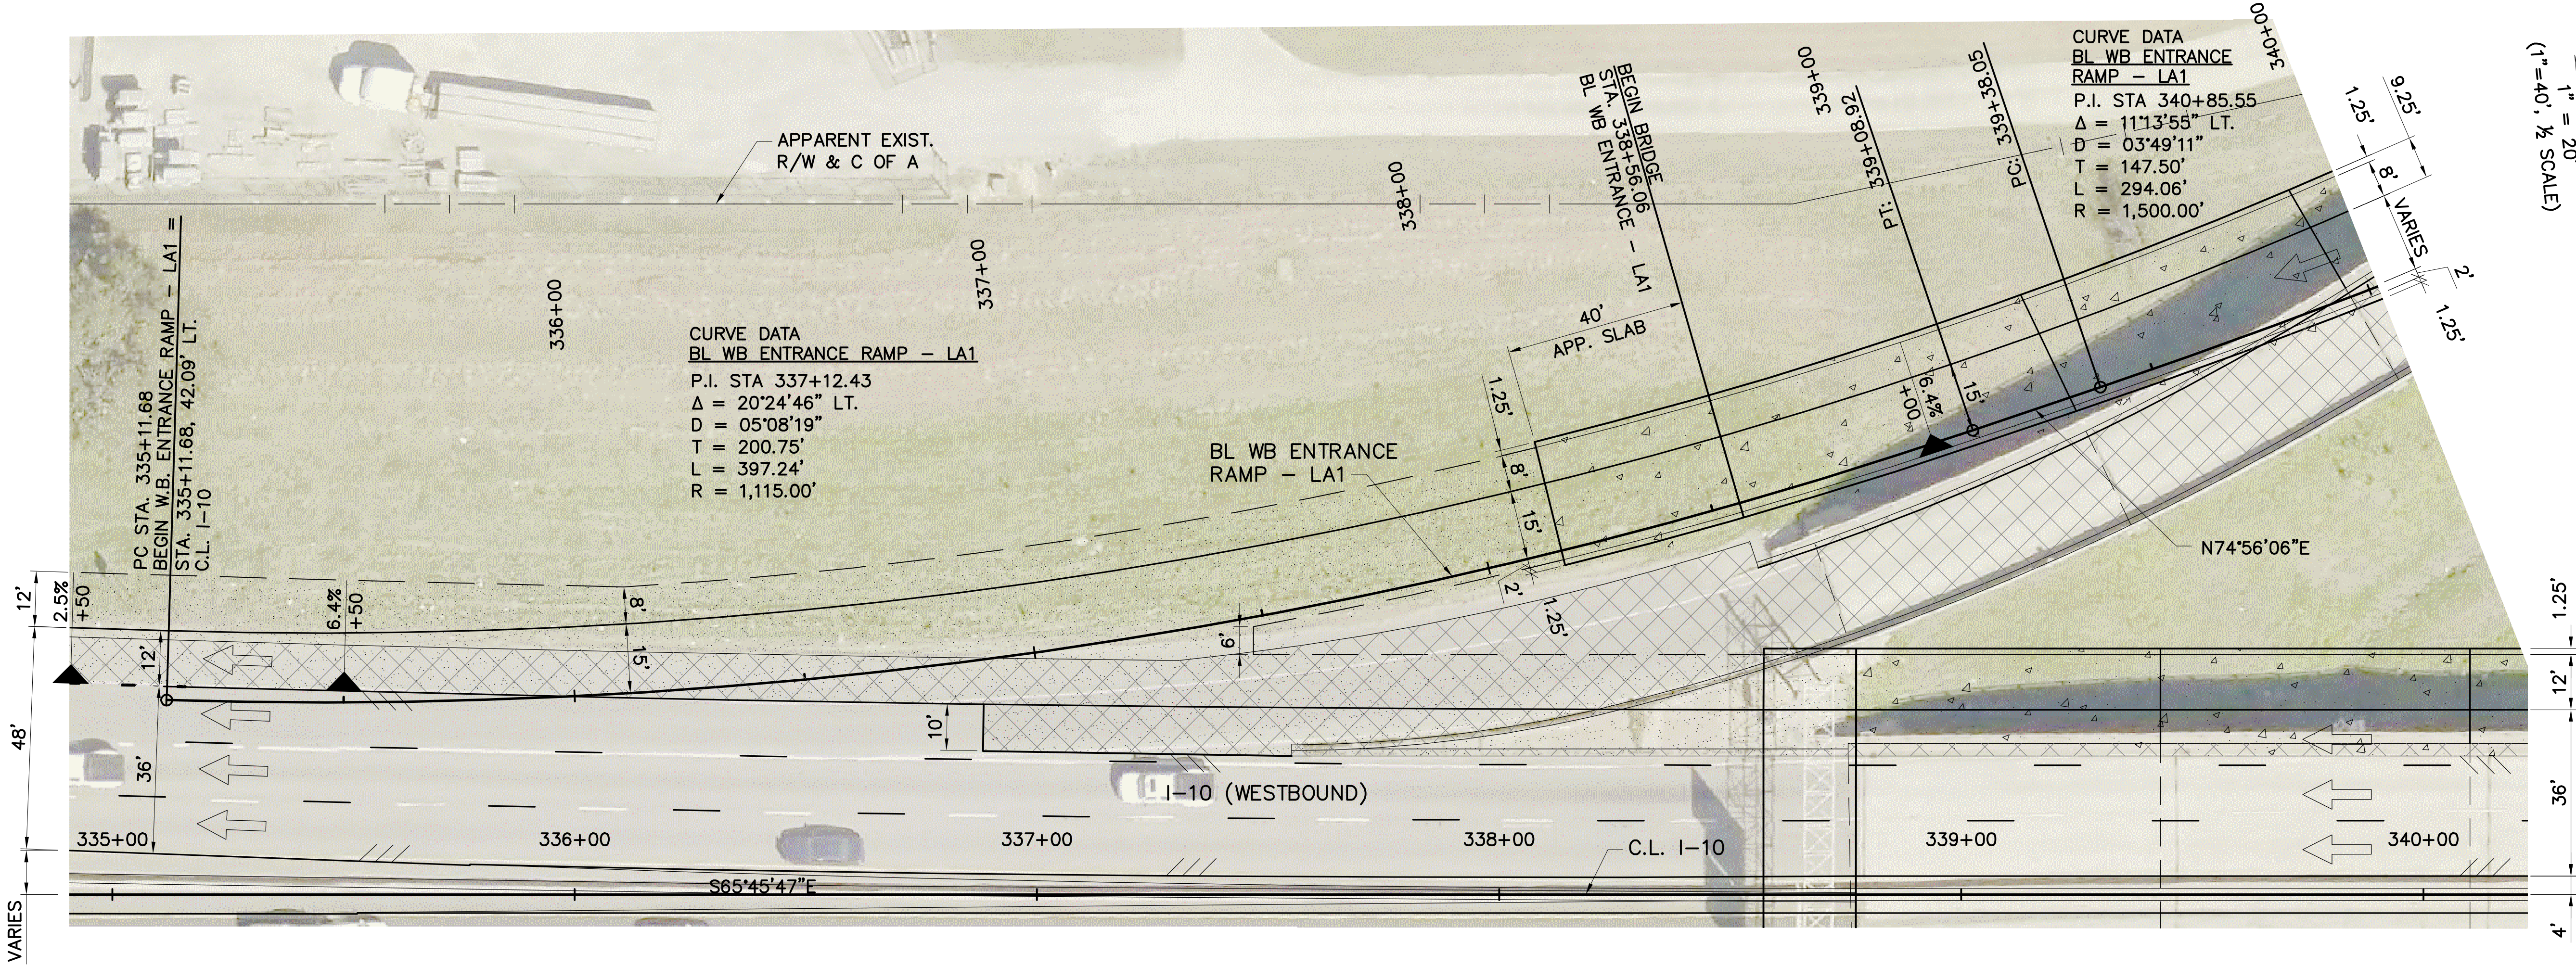 APPARENT EXIST.
R/W & C OF A
CURVE DATA
BL WB ENTRANCE RAMP – LA1
P.I. STA 337+12.43
Δ = 20°24'46" LT.
D = 05°08'19"
T = 200.75'
L = 397.24'
R = 1,115.00'
CURVE DATA
BL WB ENTRANCE
RAMP – LA1
P.I. STA 340+85.55
Δ = 11°13'55" LT.
D = 03°49'11"
T = 147.50'
L = 294.06'
R = 1,500.00'
1" = 20'
(1"=40', ½ SCALE)
PC STA. 335+11.68
BEGIN W.B. ENTRANCE RAMP – LA1 =
STA. 335+11.68, 42.09' LT.
C.L. I–10
336+00
337+00
338+00
BEGIN BRIDGE
STA. 338+56.06
BL WB ENTRANCE – LA1
339+00
PT: 339+08.92
PC: 339+38.05
340+00
40'
APP. SLAB
1.25'
8'
15'
2'
1.25'
6.4%
+00
15'
1.25'
9.25'
8'
VARIES
2'
1.25'
BL WB ENTRANCE
RAMP – LA1
N74°56'06"E
12'
2.5%
+50
6.4%
+50
12'
8'
15'
6'
10'
48'
36'
VARIES
I–10 (WESTBOUND)
335+00
336+00
337+00
338+00
339+00
340+00
C.L. I–10
S65°45'47"E
1.25'
12'
36'
4'